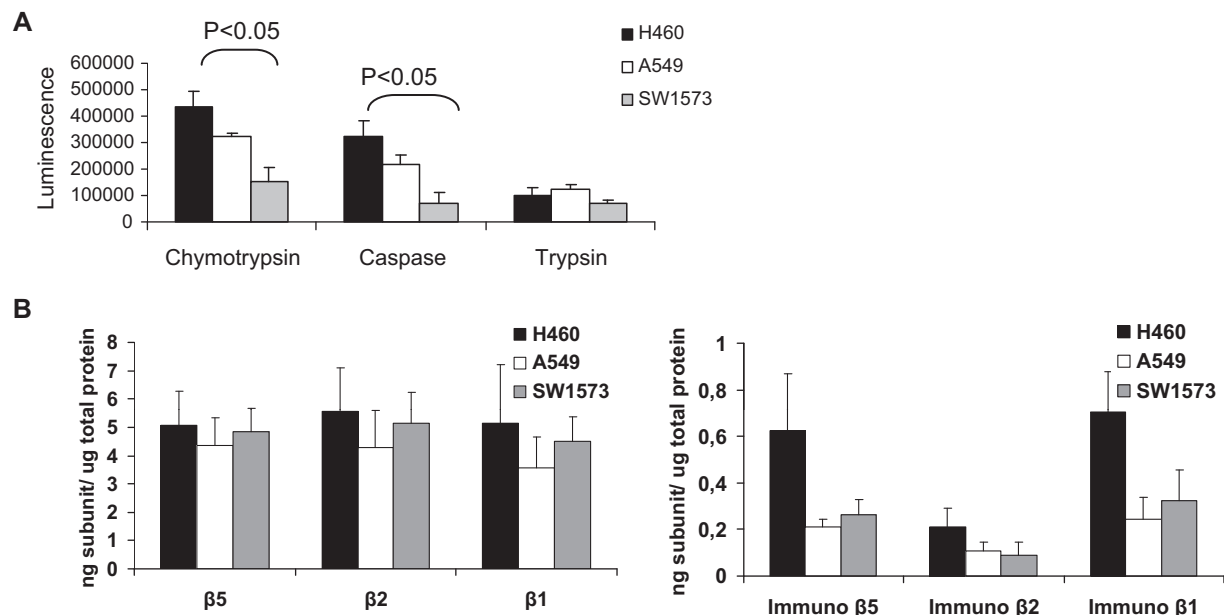 A
P<0.05
P<0.05
H460
A549
SW1573
Luminescence
600000
500000
400000
300000
200000
100000
0
Chymotrypsin Caspase Trypsin
B
ng subunit/ ug total protein
8
7
6
5
4
3
2
1
0
H460
A549
SW1573
β5 β2 β1
ng subunit/ ug total protein
1
0,8
0,6
0,4
0,2
0
H460
A549
SW1573
Immuno β5 Immuno β2 Immuno β1